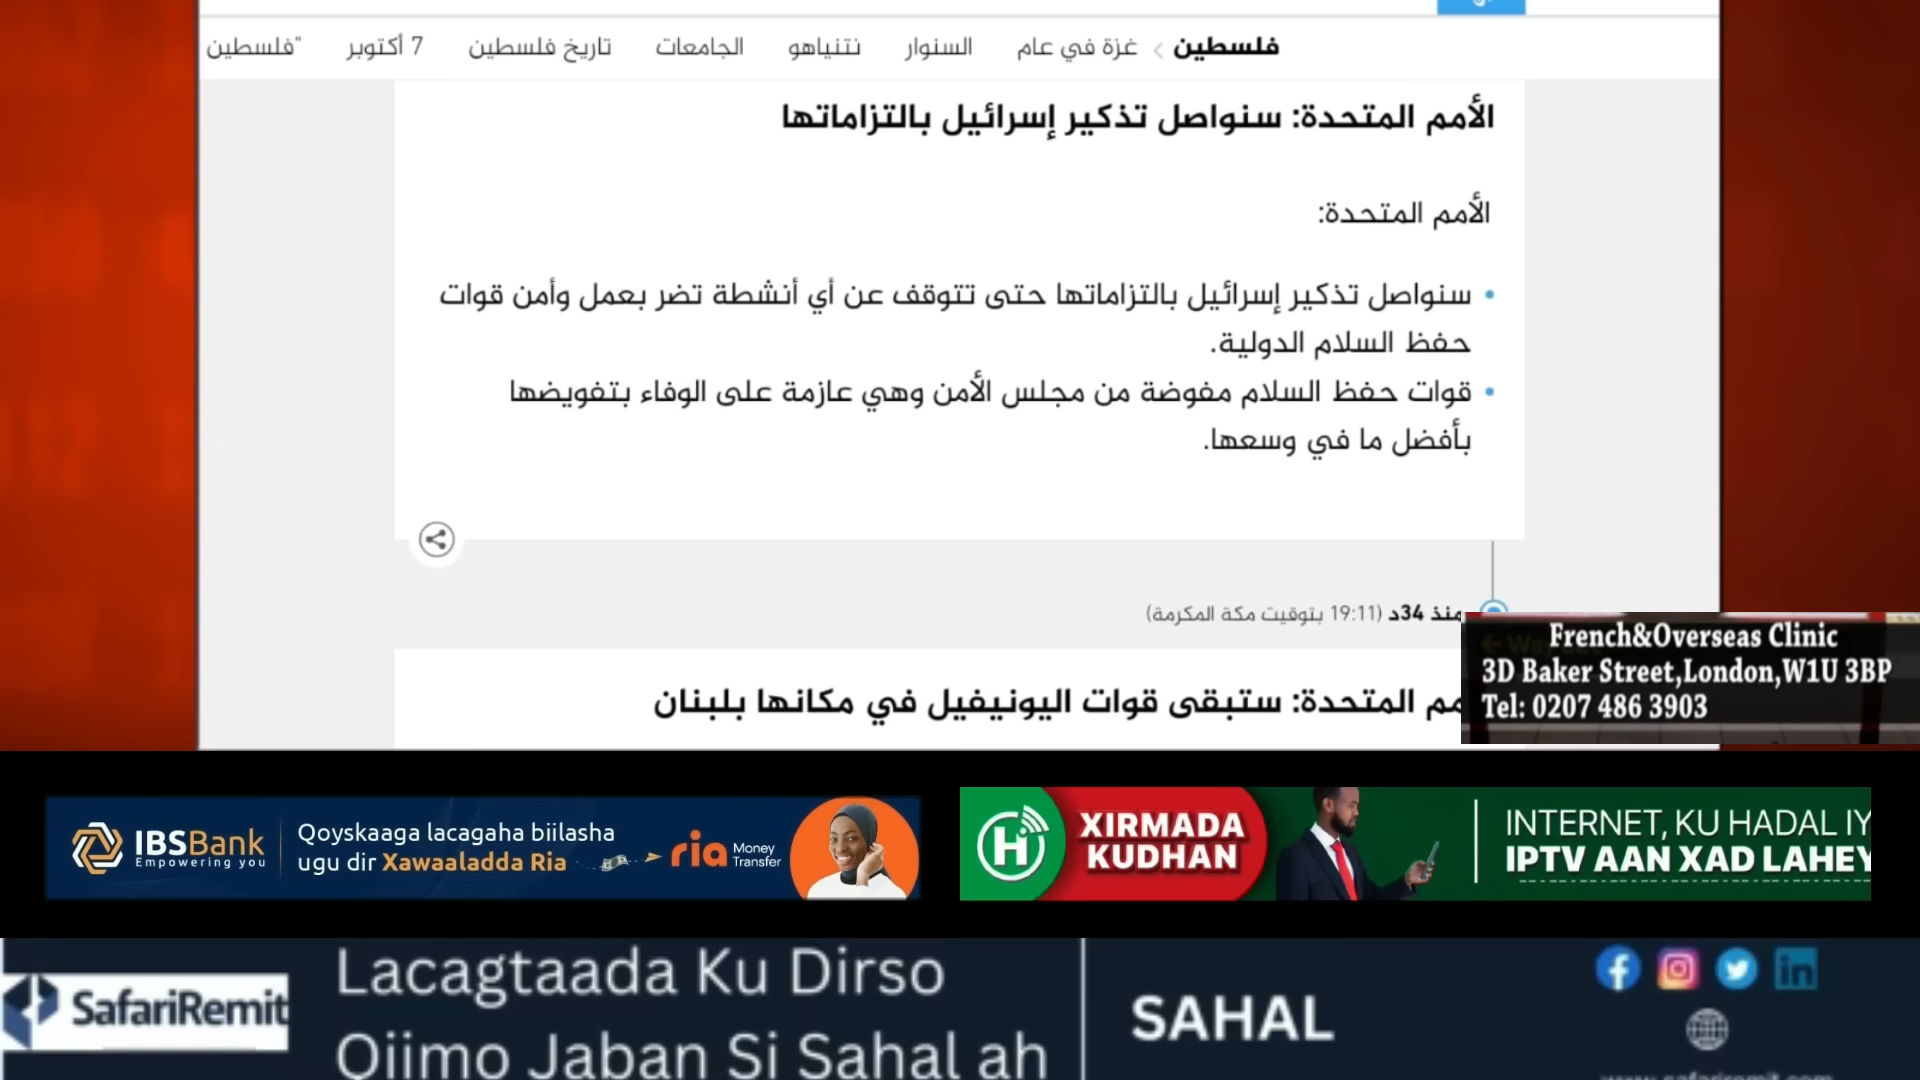 فلسطين
غزة في عام
السنوار
نتنياهو
الجامعات
تاريخ فلسطين
7 أكتوبر
"فلسطين
الأمم المتحدة: سنواصل تذكير إسرائيل بالتزاماتها
الأمم المتحدة:
• سنواصل تذكير إسرائيل بالتزاماتها حتى تتوقف عن أي أنشطة تضر بعمل وأمن قوات
حفظ السلام الدولية.
• قوات حفظ السلام مفوضة من مجلس الأمن وهي عازمة على الوفاء بتفويضها
بأفضل ما في وسعها.
منذ 34د (19:11 بتوقيت مكة المكرمة)
المتحدة: ستبقى قوات اليونيفيل في مكانها بلبنان
French&Overseas Clinic
3D Baker Street,London,W1U 3BP
Tel: 0207 486 3903
IBSBank
Empowering you
Qoyskaaga lacagaha biilasha
ugu dir Xawaaladda Ria
ria Money
Transfer
H
XIRMADA
KUDHAN
INTERNET, KU HADAL IY
IPTV AAN XAD LAHEY
SafariRemit
Lacagtaada Ku Dirso
Qiimo Jaban Si Sahal ah
SAHAL